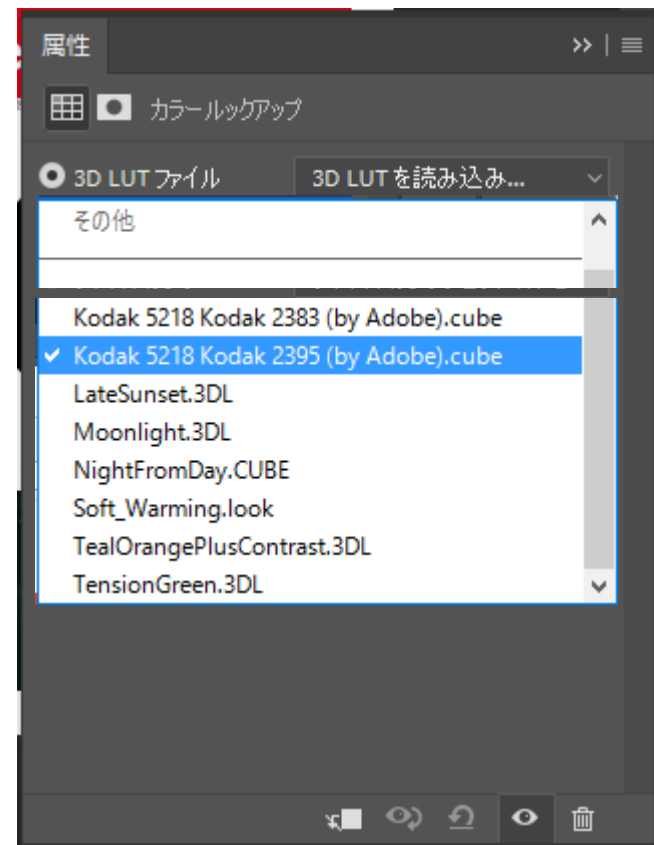 属性
カラールックアップ
3D LUT ファイル
3D LUT を読み込み...
その他
Kodak 5218 Kodak 2383 (by Adobe).cube
Kodak 5218 Kodak 2395 (by Adobe).cube
LateSunset.3DL
Moonlight.3DL
NightFromDay.CUBE
Soft_Warming.look
TealOrangePlusContrast.3DL
TensionGreen.3DL